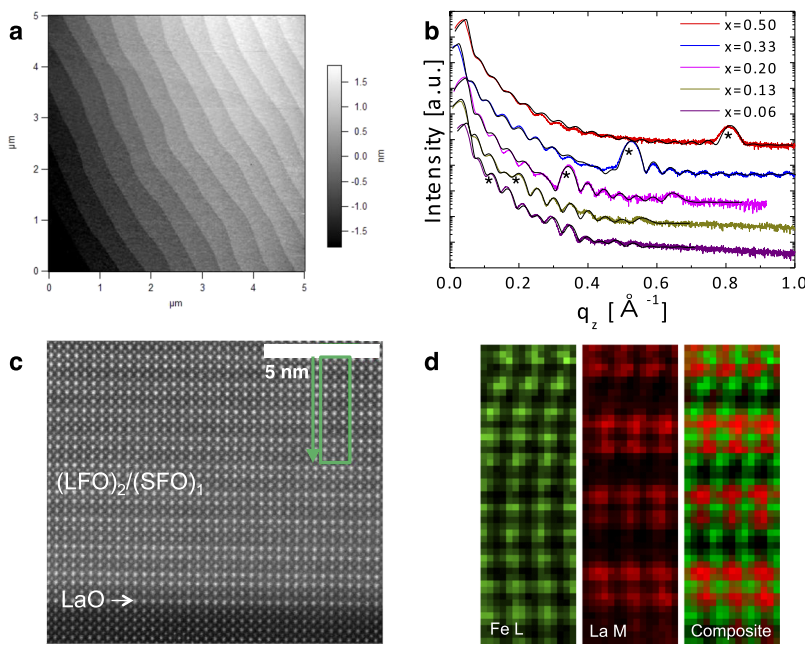 a
5
4
3
2
1
0
µm
0
1
2
3
4
5
µm
1.5
1.0
0.5
0.0
-0.5
-1.0
-1.5
nm
b
Intensity [a.u.]
x=0.50
x=0.33
x=0.20
x=0.13
x=0.06
* * * * *
0.0 0.2 0.4 0.6 0.8 1.0
q_z [Å⁻¹]
c
5 nm
(LFO)₂/(SFO)₁
LaO →
d
Fe L
La M
Composite